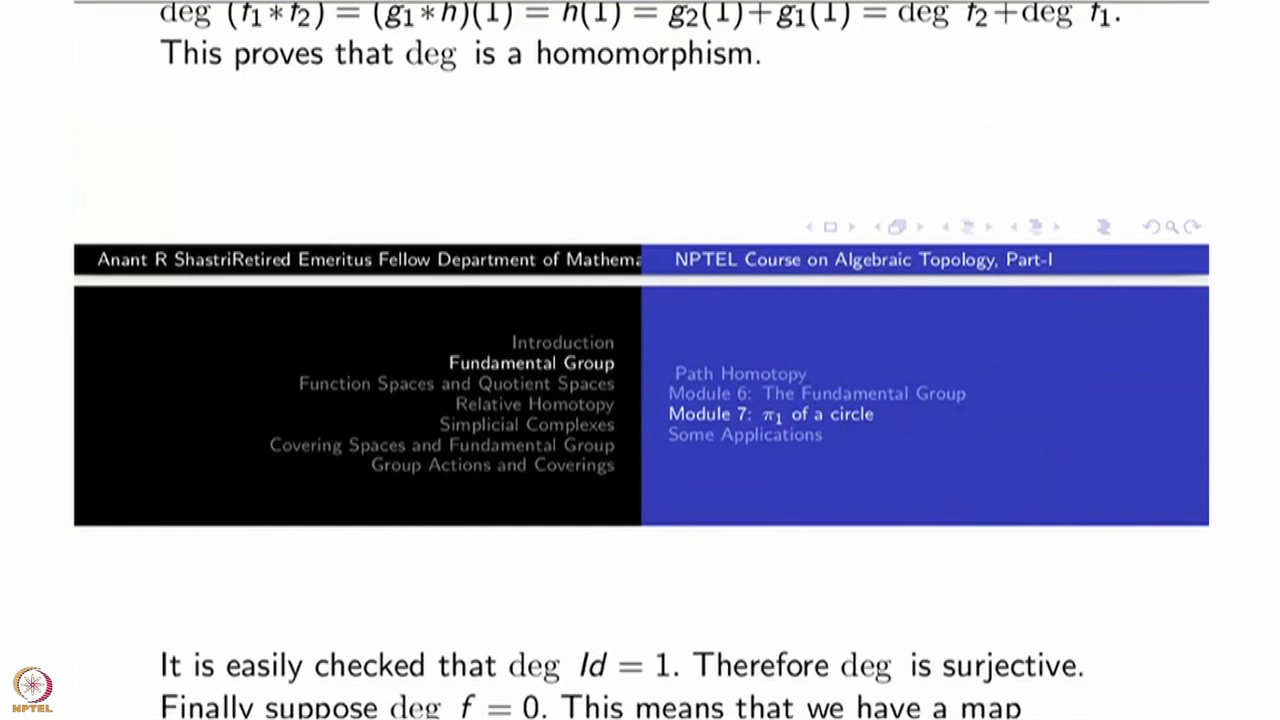 deg (f₁ * f₂) = (g₁ * h)(1) = h(1) = g₂(1)+g₁(1) = deg f₂+deg f₁.
This proves that deg is a homomorphism.
Anant R ShastriRetired Emeritus Fellow Department of Mathema
NPTEL Course on Algebraic Topology, Part-I
Introduction
Fundamental Group
Function Spaces and Quotient Spaces
Relative Homotopy
Simplicial Complexes
Covering Spaces and Fundamental Group
Group Actions and Coverings
Path Homotopy
Module 6: The Fundamental Group
Module 7: π₁ of a circle
Some Applications
It is easily checked that deg Id = 1. Therefore deg is surjective.
Finally suppose deg f = 0. This means that we have a map
NPTEL